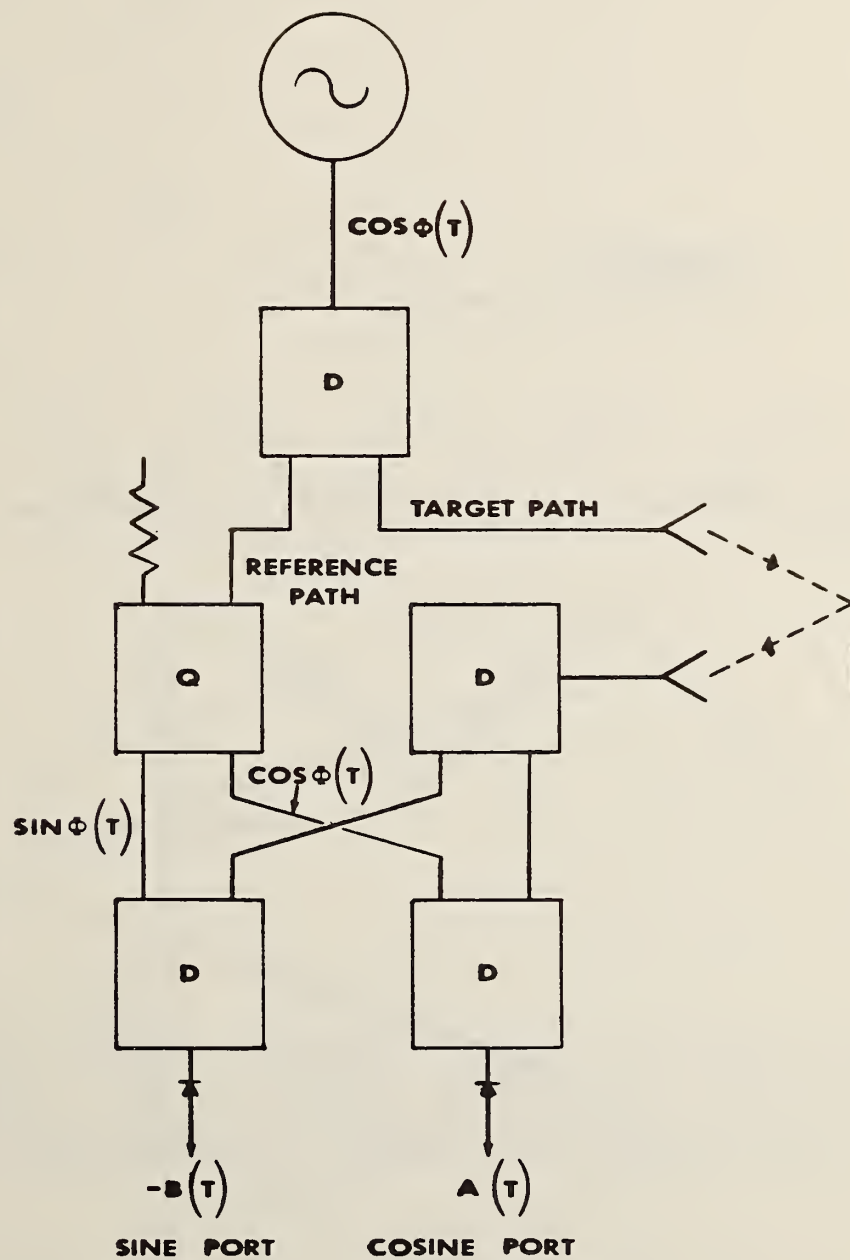 COS Φ(T)
D
TARGET PATH
REFERENCE
PATH
Q
D
COS Φ(T)
SIN Φ(T)
D
D
-B(T)
A(T)
SINE PORT
COSINE PORT